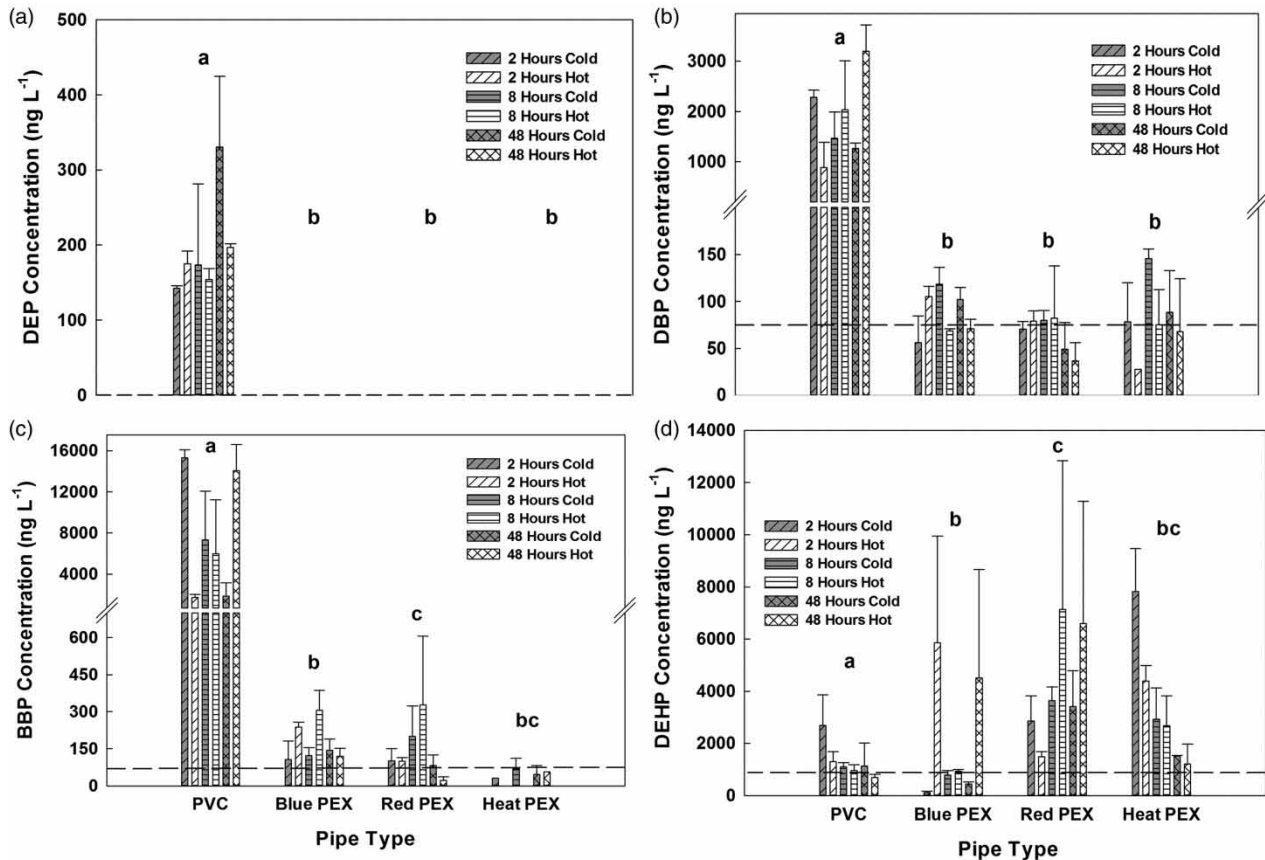 (a)
500
400
300
200
100
0
DEP Concentration (ng L⁻¹)
a
b
b
b
2 Hours Cold
2 Hours Hot
8 Hours Cold
8 Hours Hot
48 Hours Cold
48 Hours Hot
(b)
3000
2000
1000
150
100
50
0
DBP Concentration (ng L⁻¹)
a
b
b
b
2 Hours Cold
2 Hours Hot
8 Hours Cold
8 Hours Hot
48 Hours Cold
48 Hours Hot
(c)
16000
12000
8000
4000
600
450
300
150
0
BBP Concentration (ng L⁻¹)
a
b
c
bc
2 Hours Cold
2 Hours Hot
8 Hours Cold
8 Hours Hot
48 Hours Cold
48 Hours Hot
PVC
Blue PEX
Red PEX
Heat PEX
Pipe Type
(d)
14000
12000
10000
8000
6000
4000
2000
0
DEHP Concentration (ng L⁻¹)
2 Hours Cold
2 Hours Hot
8 Hours Cold
8 Hours Hot
48 Hours Cold
48 Hours Hot
a
b
c
bc
PVC
Blue PEX
Red PEX
Heat PEX
Pipe Type